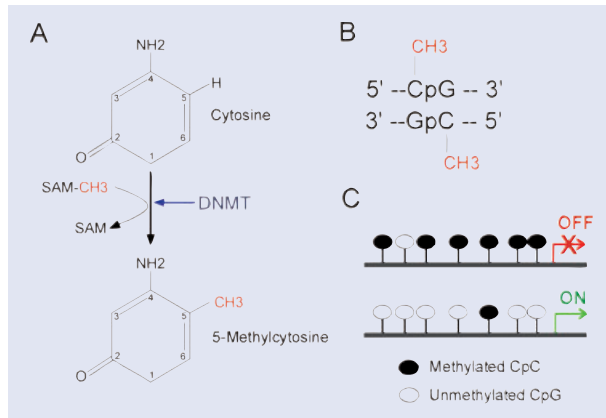 A
NH2
4
3
5
H
2
6
1
O
Cytosine
SAM-CH3
SAM
DNMT
NH2
4
CH3
3
5
2
6
1
O
5-Methylcytosine
B
CH3
5' --CpG-- 3'
3' --GpC-- 5'
CH3
C
OFF
ON
Methylated CpC
Unmethylated CpG